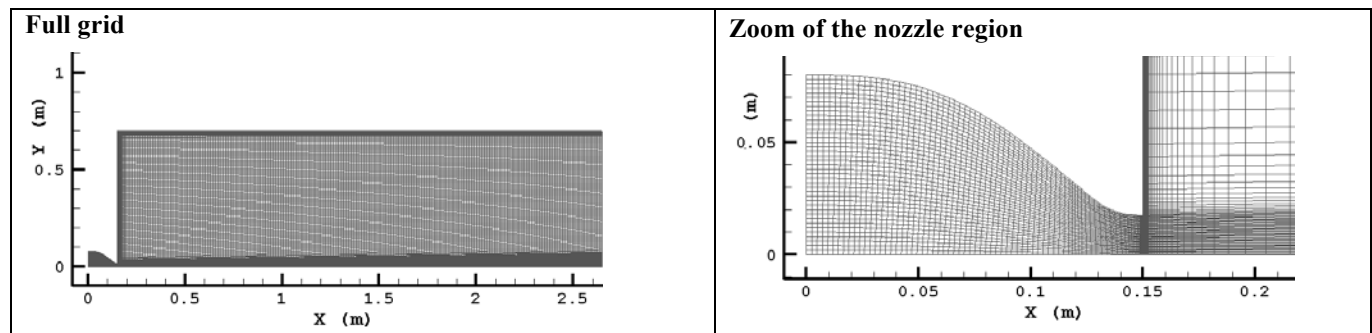 Full grid
1
Y (m)
0.5
0
0 0.5 1 1.5 2 2.5
X (m)
Zoom of the nozzle region
(m)
0.05
0
0 0.05 0.1 0.15 0.2
X (m)